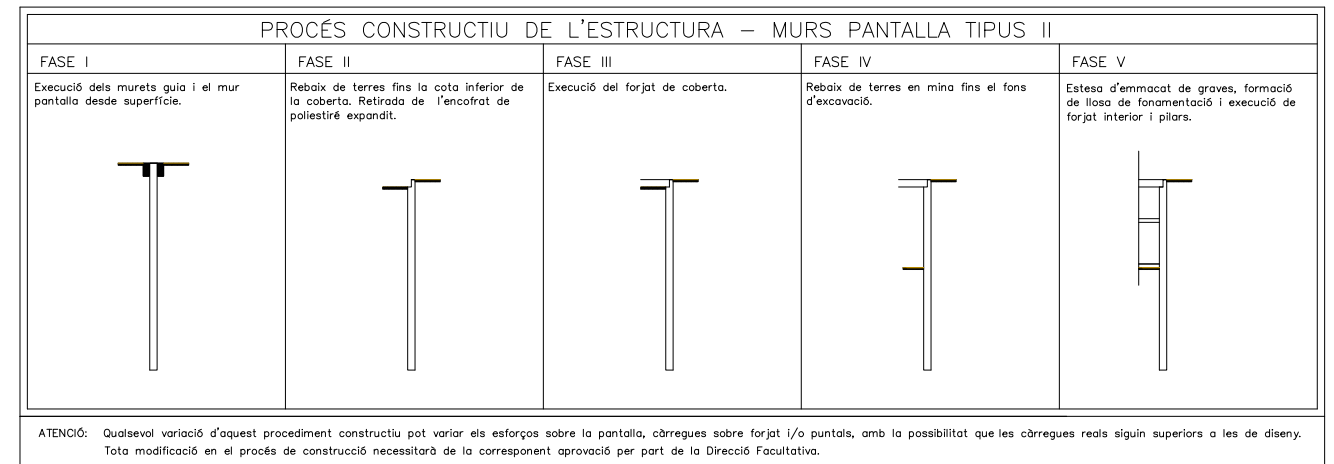 PROCÉS CONSTRUCTIU DE L'ESTRUCTURA – MURS PANTALLA TIPUS II
FASE I
Execució dels murets guia i el mur
pantalla desde superfície.
FASE II
Rebaix de terres fins la cota inferior de
la coberta. Retirada de l'encofrat de
poliestiré expandit.
FASE III
Execució del forjat de coberta.
FASE IV
Rebaix de terres en mina fins el fons
d'excavació.
FASE V
Estesa d'emmacat de graves, formació
de llosa de fonamentació i execució de
forjat interior i pilars.
ATENCIÓ: Qualsevol variació d'aquest procediment constructiu pot variar els esforços sobre la pantalla, càrregues sobre forjat i/o puntals, amb la possibilitat que les càrregues reals siguin superiors a les de diseny.
Tota modificació en el procés de construcció necessitarà de la corresponent aprovació per part de la Direcció Facultativa.